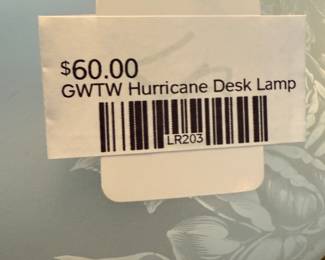 $60.00
GWTW Hurricane Desk Lamp
LR203